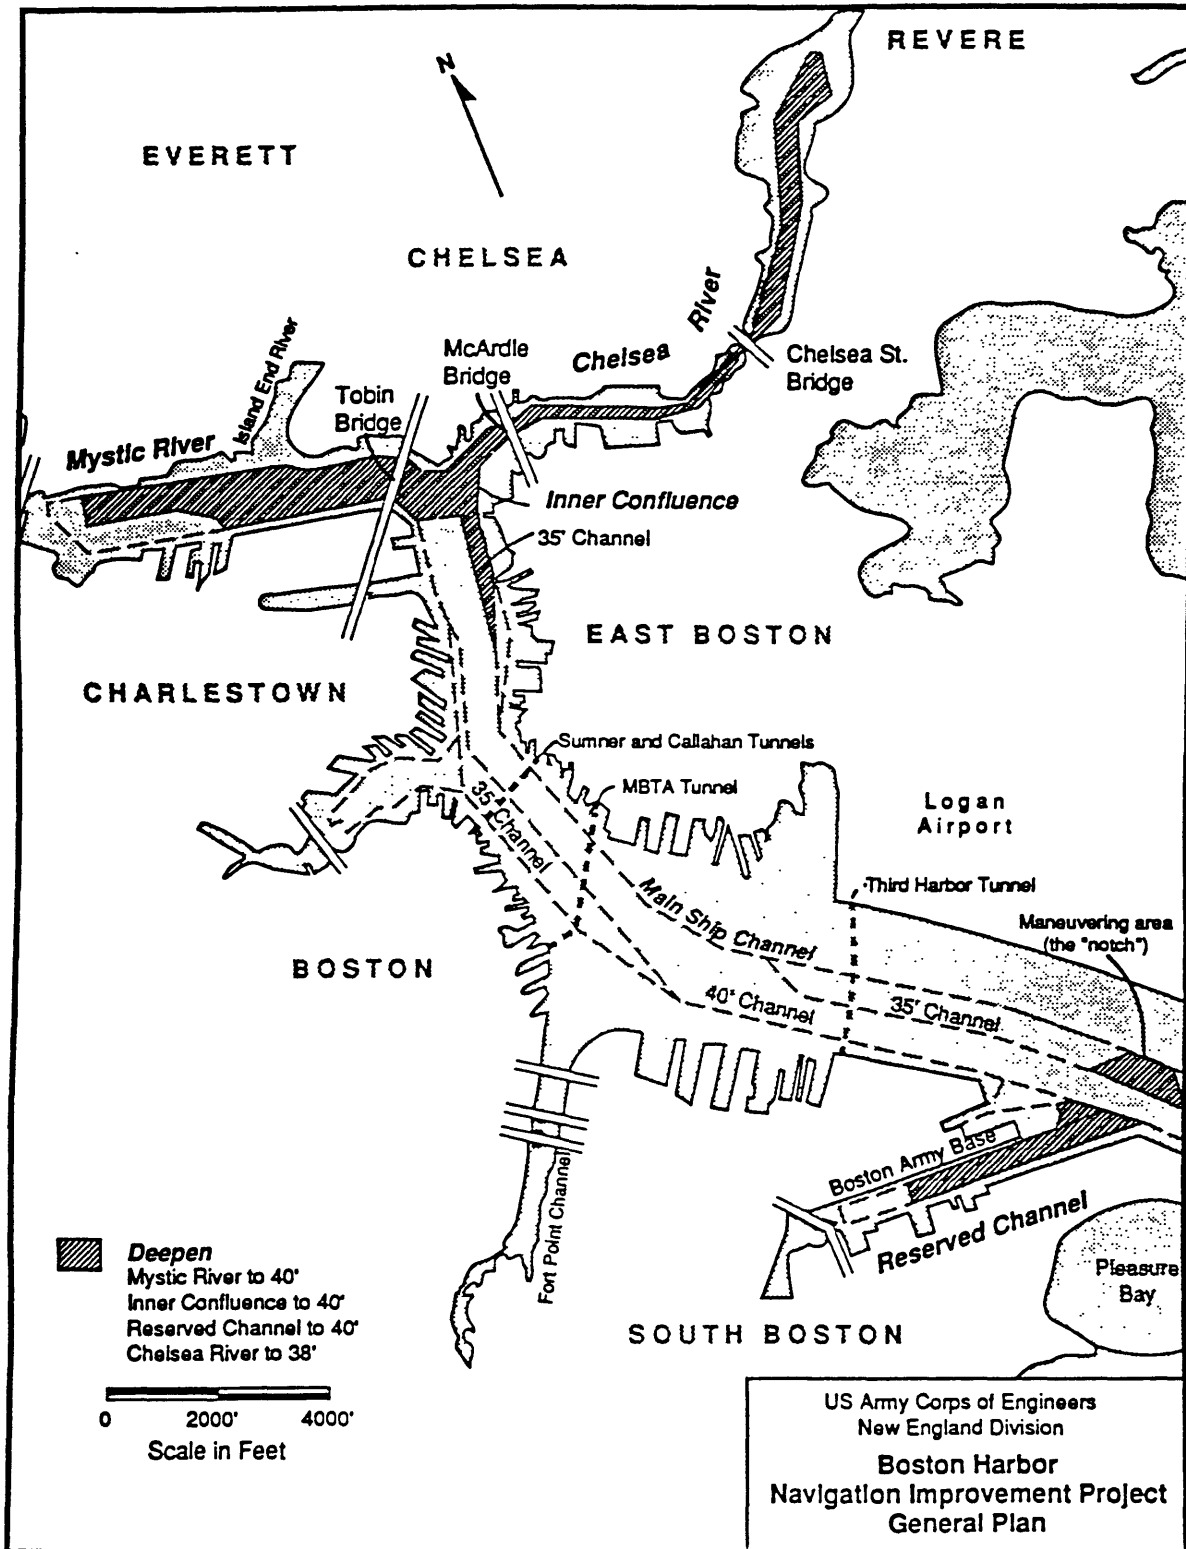 REVERE
N
EVERETT
CHELSEA
River
Chelsea
McArdle
Bridge
Chelsea St.
Bridge
Island End River
Tobin
Bridge
Mystic River
Inner Confluence
35' Channel
EAST BOSTON
CHARLESTOWN
Sumner and Callahan Tunnels
MBTA Tunnel
35' Channel
Logan
Airport
Main Ship Channel
Third Harbor Tunnel
Maneuvering area
(the "notch")
BOSTON
40' Channel
35' Channel
Boston Army Base
Fort Point Channel
Reserved Channel
Pleasure
Bay
SOUTH BOSTON
Deepen
Mystic River to 40'
Inner Confluence to 40'
Reserved Channel to 40'
Chelsea River to 38'
0 2000' 4000'
Scale in Feet
US Army Corps of Engineers
New England Division
Boston Harbor
Navigation Improvement Project
General Plan